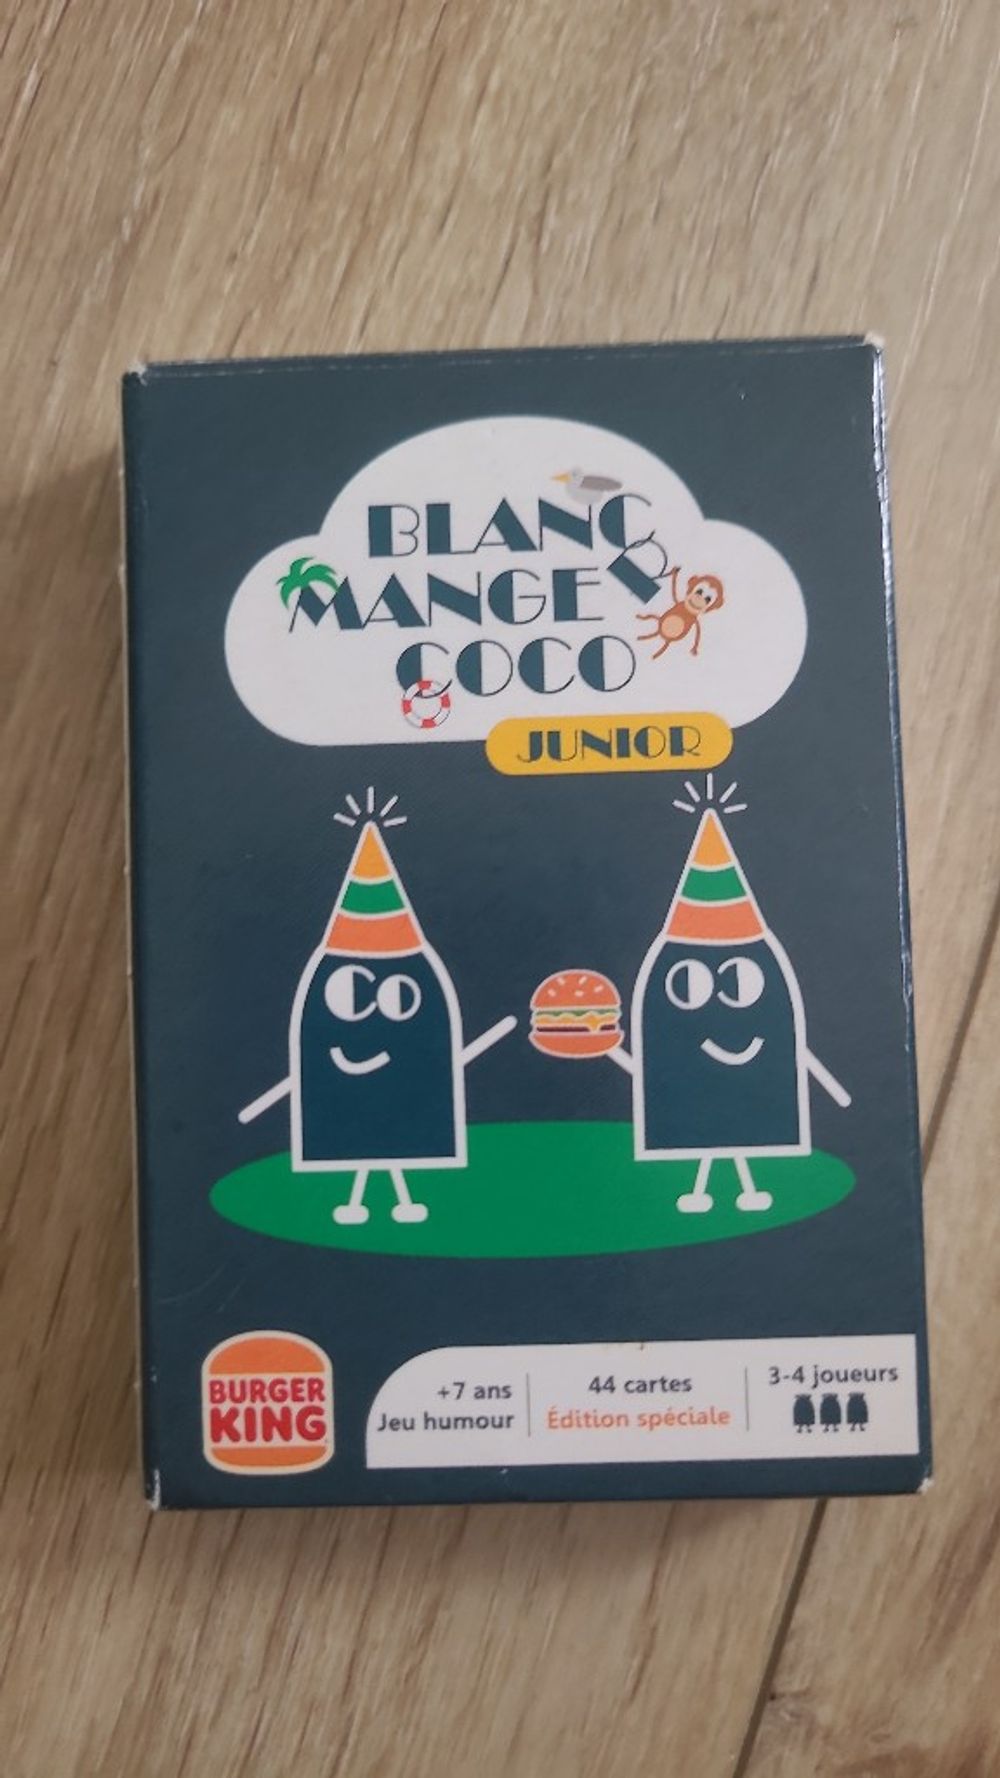 BLANC
MANGER
COCO
JUNIOR
BURGER
KING
+7 ans
Jeu humour
44 cartes
Édition spéciale
3-4 joueurs